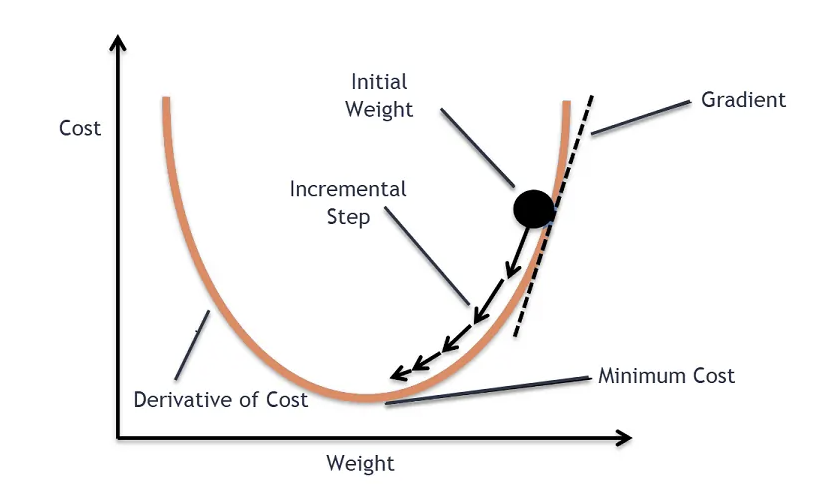 Initial
Weight
Gradient
Cost
Incremental
Step
Minimum Cost
Derivative of Cost
Weight